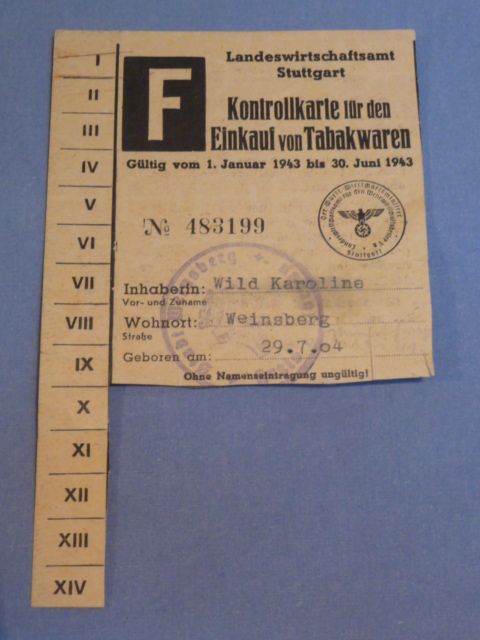 I
II
III
IV
V
VI
VII
VIII
IX
X
XI
XII
XIII
XIV
F
Landeswirtschaftsamt
Stuttgart
Kontrollkarte für den
Einkauf von Tabakwaren
Gültig vom 1. Januar 1943 bis 30. Juni 1943
№ 483199
Stuttgart
Inhaberin: Wild Karoline
Vor- und Zuname
Wohnort: Weinsberg
Straße
Geboren am: 29.7.04
Ohne Namenseintragung ungültig!